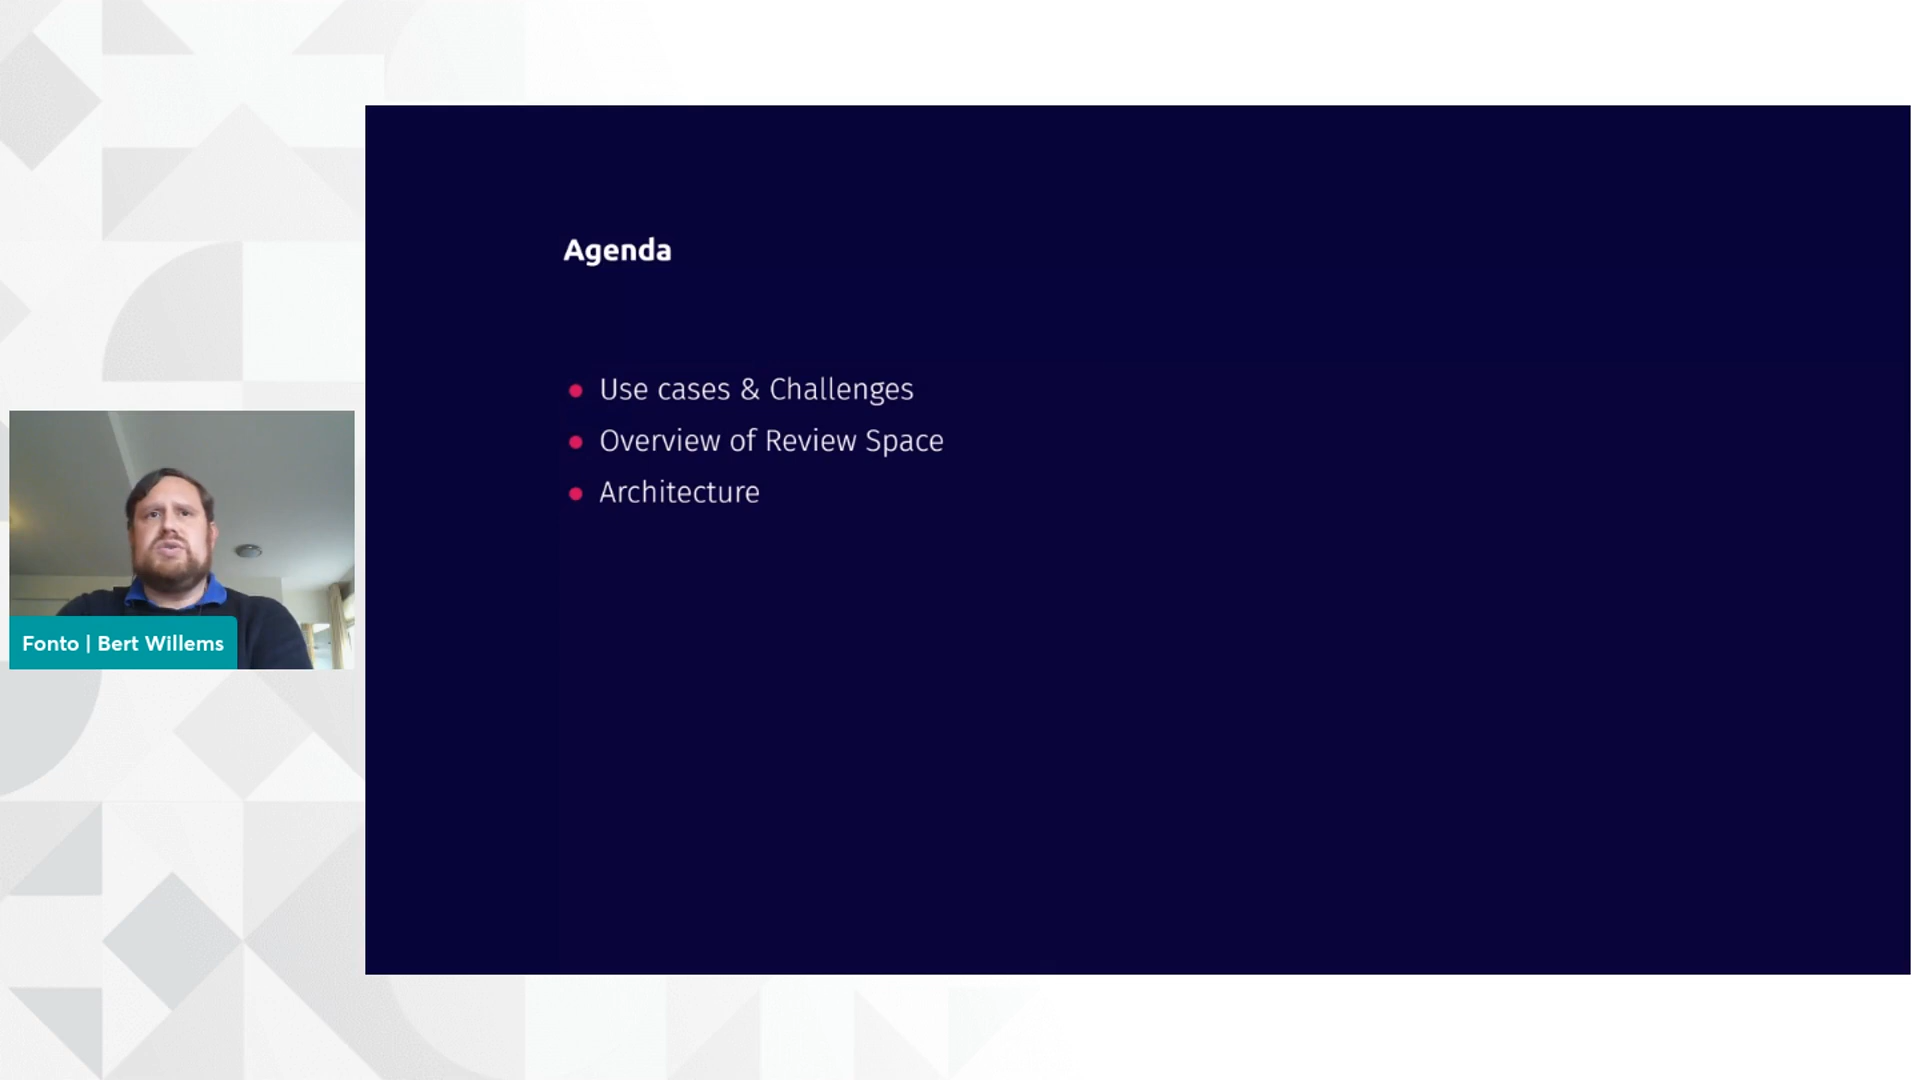 Agenda
Use cases & Challenges
Overview of Review Space
Architecture
Fonto | Bert Willems